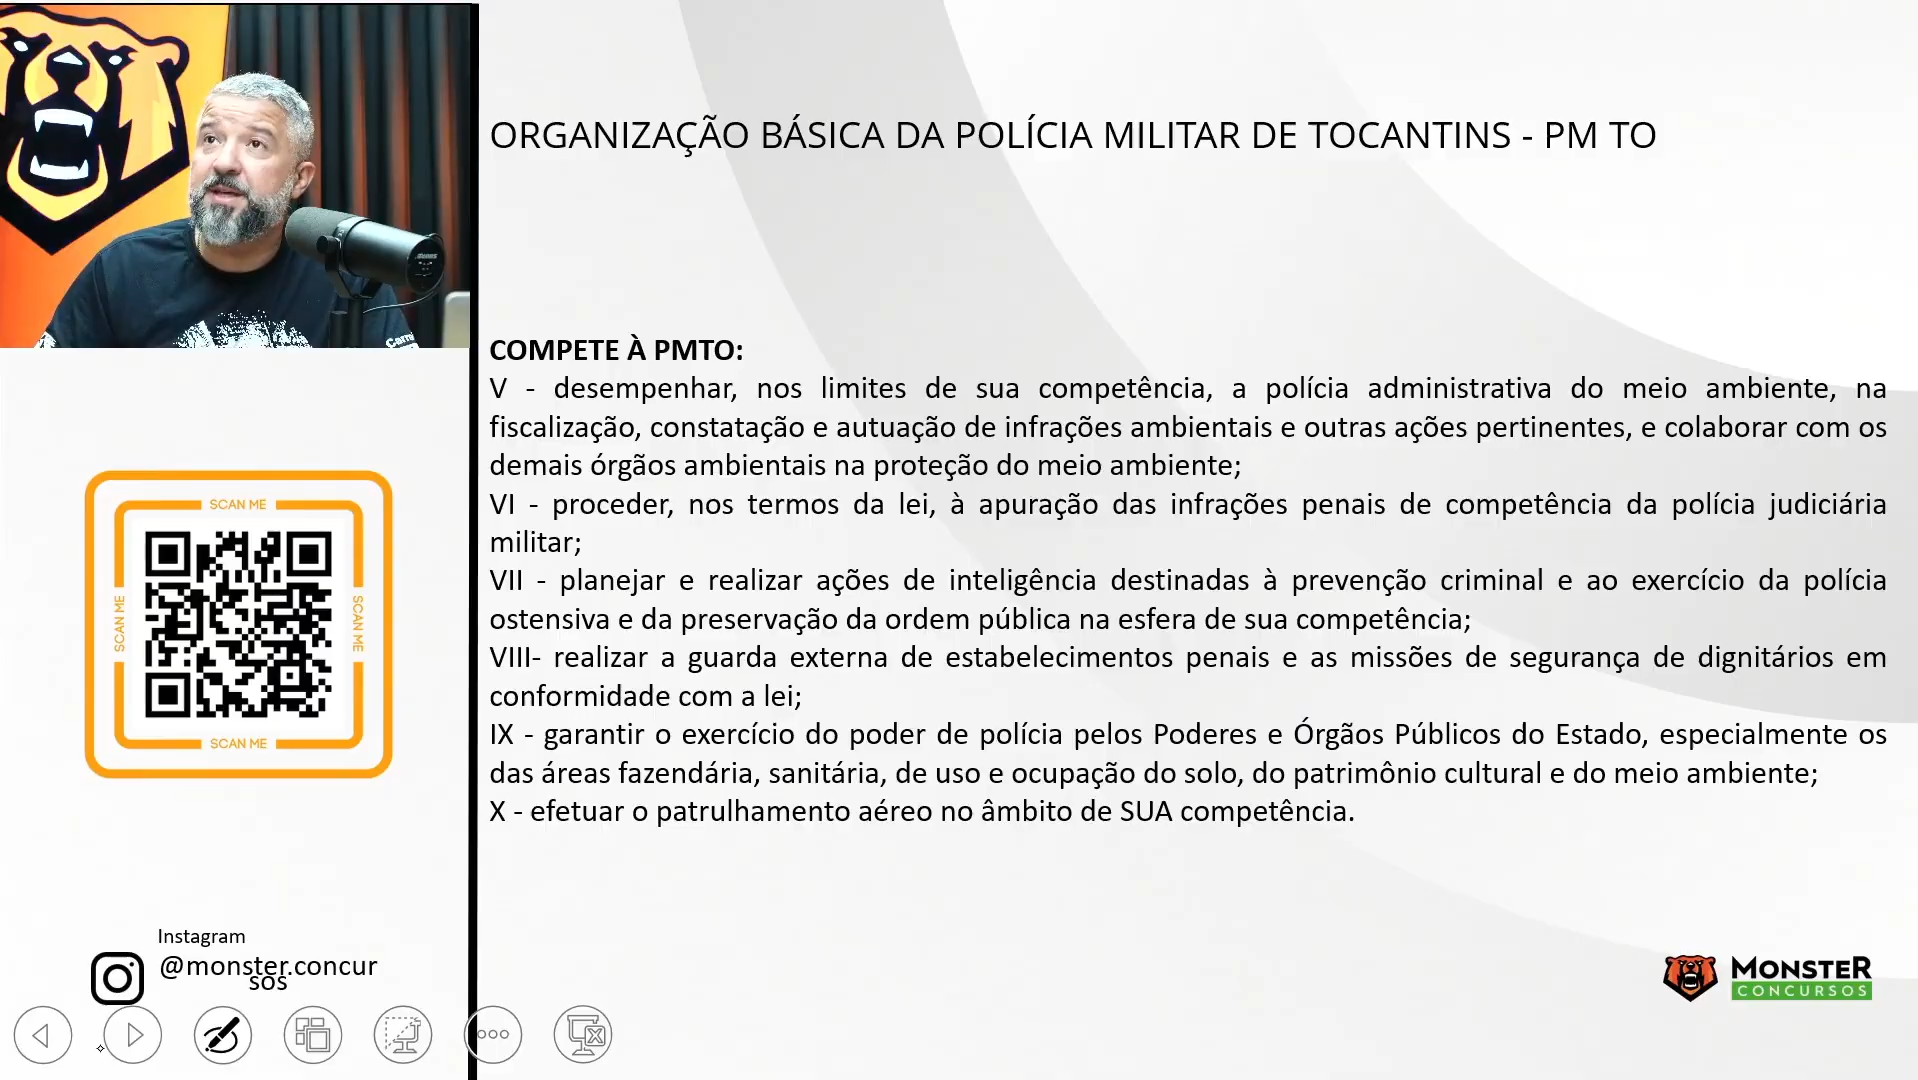 ORGANIZAÇÃO BÁSICA DA POLÍCIA MILITAR DE TOCANTINS - PM TO
COMPETE À PMTO:
V - desempenhar, nos limites de sua competência, a polícia administrativa do meio ambiente, na
fiscalização, constatação e autuação de infrações ambientais e outras ações pertinentes, e colaborar com os
demais órgãos ambientais na proteção do meio ambiente;
VI - proceder, nos termos da lei, à apuração das infrações penais de competência da polícia judiciária
militar;
VII - planejar e realizar ações de inteligência destinadas à prevenção criminal e ao exercício da polícia
ostensiva e da preservação da ordem pública na esfera de sua competência;
VIII- realizar a guarda externa de estabelecimentos penais e as missões de segurança de dignitários em
conformidade com a lei;
IX - garantir o exercício do poder de polícia pelos Poderes e Órgãos Públicos do Estado, especialmente os
das áreas fazendária, sanitária, de uso e ocupação do solo, do patrimônio cultural e do meio ambiente;
X - efetuar o patrulhamento aéreo no âmbito de SUA competência.
SCAN ME
SCAN ME
SCAN ME
SCAN ME
Instagram
@monster.concur
sos
MONSTER
CONCURSOS